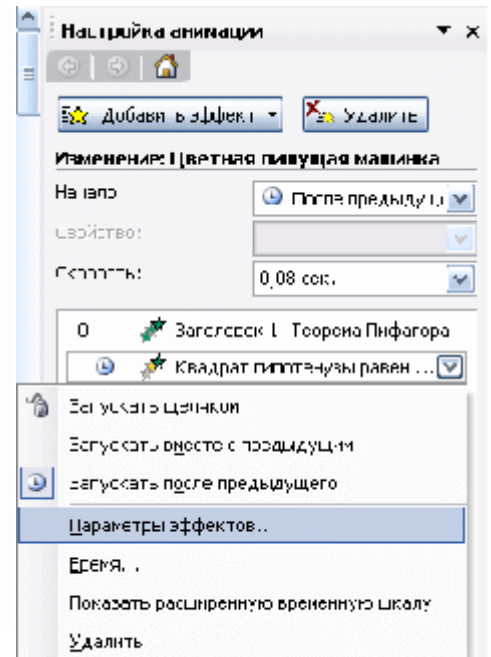 Настройка анимации
Добавить эффект
Удалить
Изменение: Цветная пишущая машинка
Начало
После предыдущ
Свойство:
Скорость:
0,08 сек.
0 Заголовок 1: Теорема Пифагора
Квадрат гипотенузы равен ...
Запускать щелчком
Запускать вместе с предыдущим
Запускать после предыдущего
Параметры эффектов...
Время...
Показать расширенную временную шкалу
Удалить